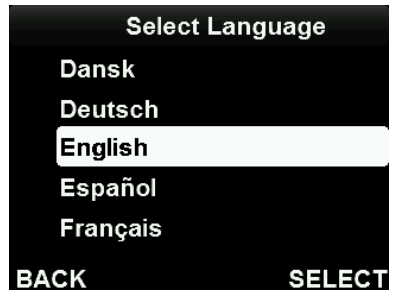 Select Language
Dansk
Deutsch
English
Español
Français
BACK SELECT